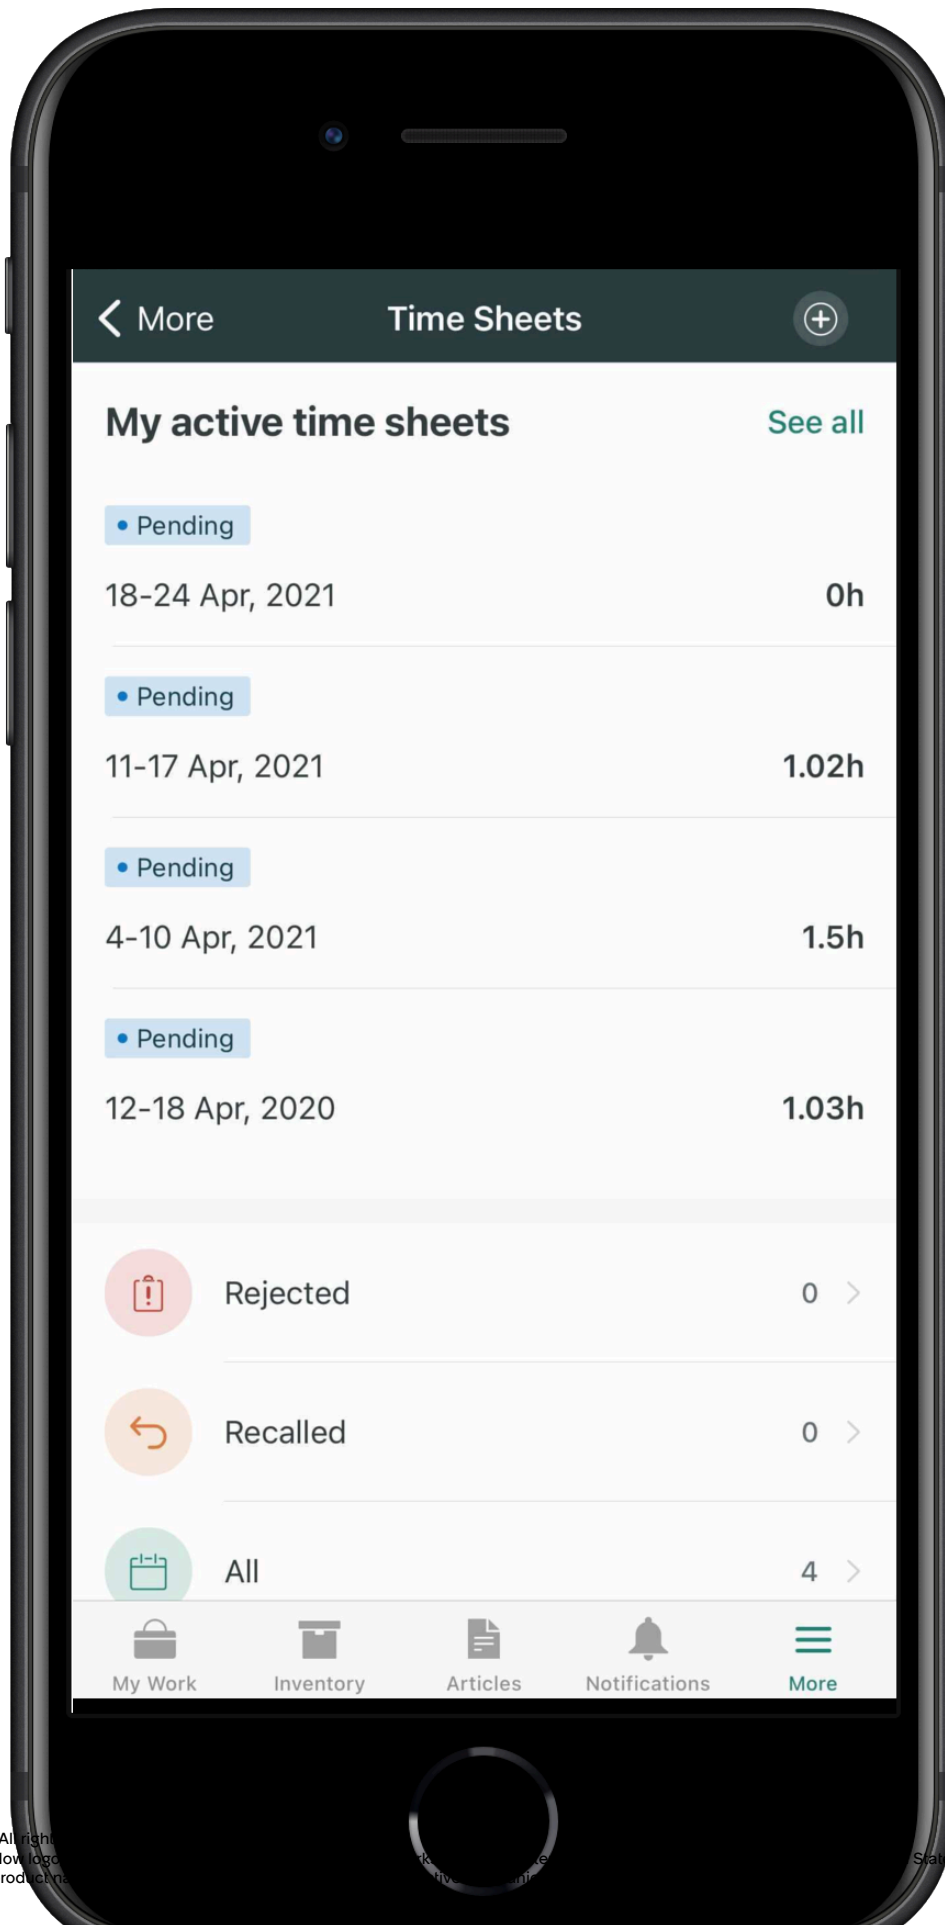 More
Time Sheets
My active time sheets
See all
Pending
18-24 Apr, 2021
0h
Pending
11-17 Apr, 2021
1.02h
Pending
4-10 Apr, 2021
1.5h
Pending
12-18 Apr, 2020
1.03h
Rejected
0
Recalled
0
All
4
My Work
Inventory
Articles
Notifications
More
All right